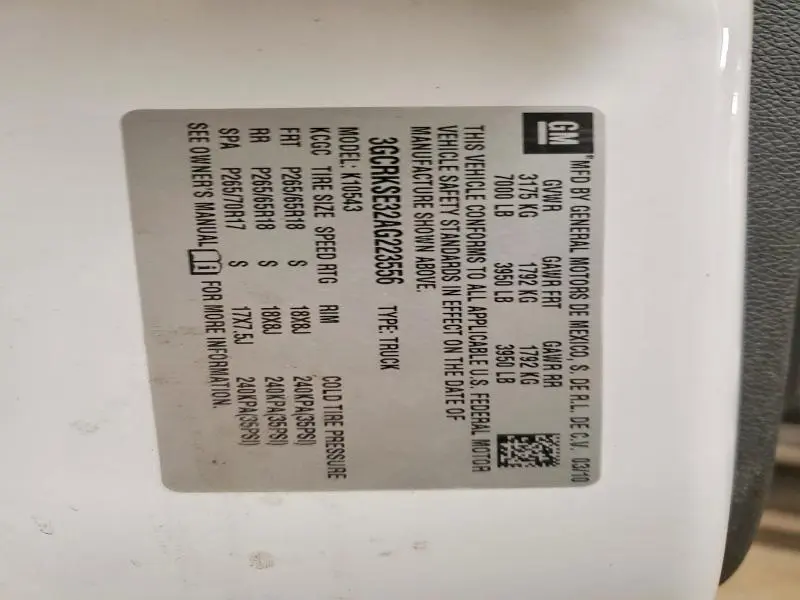 GM
*MFD BY GENERAL MOTORS DE MEXICO, S. DE R.L. DE C.V. 03/10
GVWR GAWR FRT GAWR RR
3175 KG 1792 KG 1792 KG
7000 LB 3950 LB 3950 LB
THIS VEHICLE CONFORMS TO ALL APPLICABLE U.S. FEDERAL MOTOR
VEHICLE SAFETY STANDARDS IN EFFECT ON THE DATE OF
MANUFACTURE SHOWN ABOVE.
3GCRKSE32AG223556 TYPE: TRUCK
MODEL: K10543
KCGC TIRE SIZE SPEED RTG RIM COLD TIRE PRESSURE
FRT P265/65R18 S 18X8J 240KPA(35PSI)
RR P265/65R18 S 18X8J 240KPA(35PSI)
SPA P265/70R17 S 17X7.5J 240KPA(35PSI)
SEE OWNER'S MANUAL FOR MORE INFORMATION.